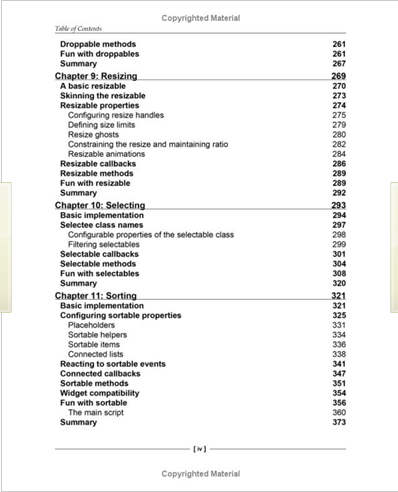 Copyrighted Material
Table of Contents
Droppable methods 261
Fun with droppables 261
Summary 267
Chapter 9: Resizing 269
A basic resizable 270
Skinning the resizable 273
Resizable properties 274
Configuring resize handles 275
Defining size limits 279
Resize ghosts 280
Constraining the resize and maintaining ratio 282
Resizable animations 284
Resizable callbacks 286
Resizable methods 289
Fun with resizable 289
Summary 292
Chapter 10: Selecting 293
Basic implementation 294
Selectee class names 297
Configurable properties of the selectable class 298
Filtering selectables 299
Selectable callbacks 301
Selectable methods 304
Fun with selectables 308
Summary 320
Chapter 11: Sorting 321
Basic implementation 321
Configuring sortable properties 325
Placeholders 331
Sortable helpers 334
Sortable items 336
Connected lists 338
Reacting to sortable events 341
Connected callbacks 347
Sortable methods 351
Widget compatibility 354
Fun with sortable 356
The main script 360
Summary 373
[ iv ]
Copyrighted Material